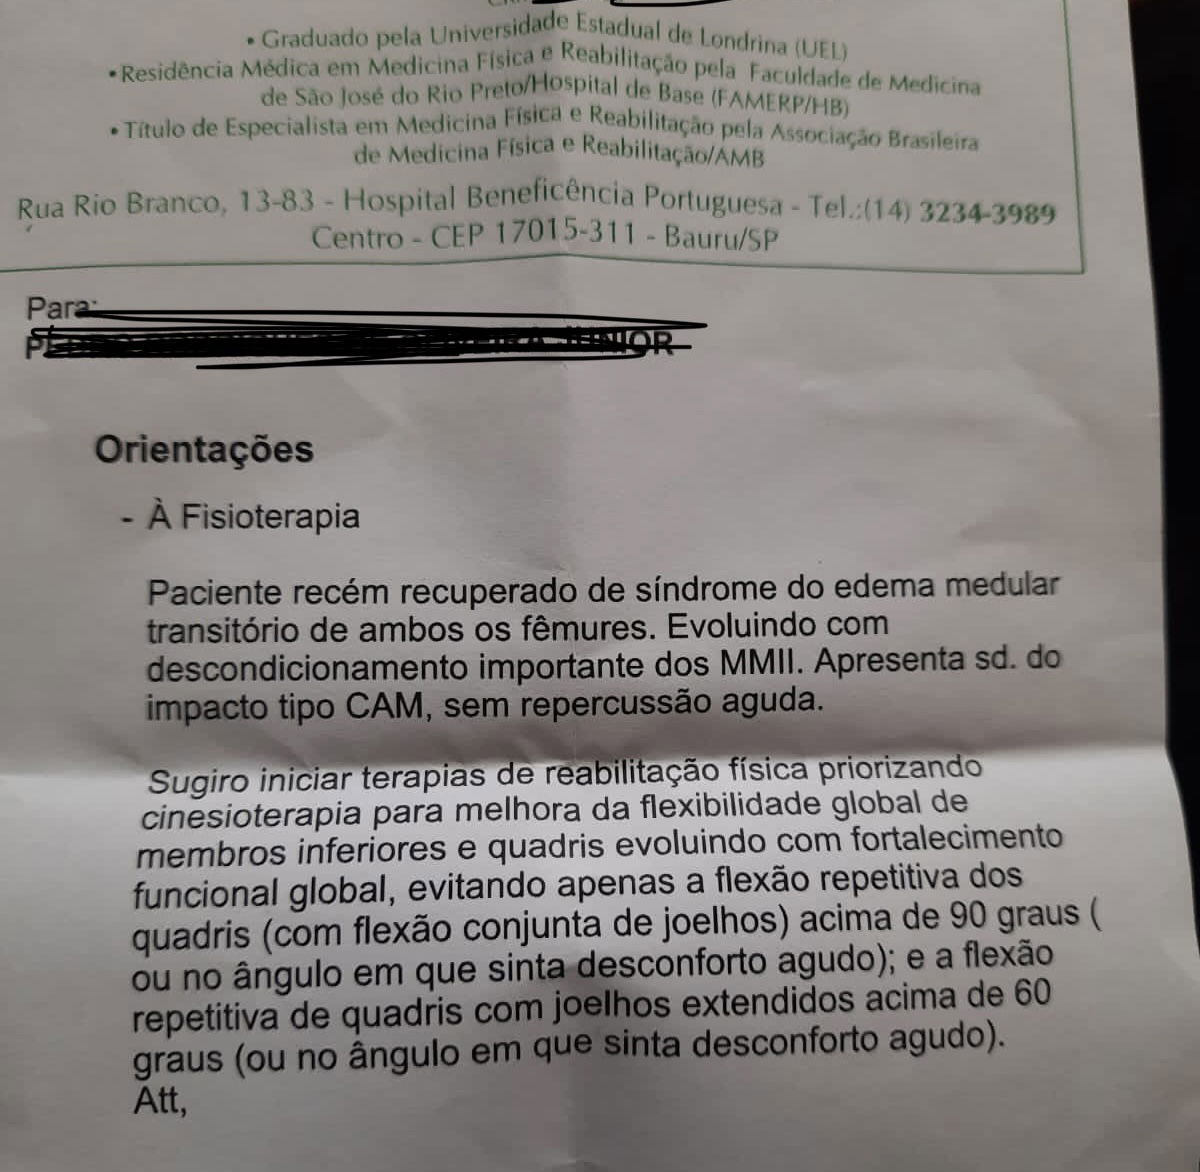 • Graduado pela Universidade Estadual de Londrina (UEL)
• Residência Médica em Medicina Física e Reabilitação pela Faculdade de Medicina
de São José do Rio Preto/Hospital de Base (FAMERP/HB)
• Título de Especialista em Medicina Física e Reabilitação pela Associação Brasileira
de Medicina Física e Reabilitação/AMB
Rua Rio Branco, 13-83 - Hospital Beneficência Portuguesa - Tel.:(14) 3234-3989
Centro - CEP 17015-311 - Bauru/SP
Para:
JUNIOR
Orientações
- À Fisioterapia
Paciente recém recuperado de síndrome do edema medular
transitório de ambos os fêmures. Evoluindo com
descondicionamento importante dos MMII. Apresenta sd. do
impacto tipo CAM, sem repercussão aguda.
Sugiro iniciar terapias de reabilitação física priorizando
cinesioterapia para melhora da flexibilidade global de
membros inferiores e quadris evoluindo com fortalecimento
funcional global, evitando apenas a flexão repetitiva dos
quadris (com flexão conjunta de joelhos) acima de 90 graus (
ou no ângulo em que sinta desconforto agudo); e a flexão
repetitiva de quadris com joelhos extendidos acima de 60
graus (ou no ângulo em que sinta desconforto agudo).
Att,